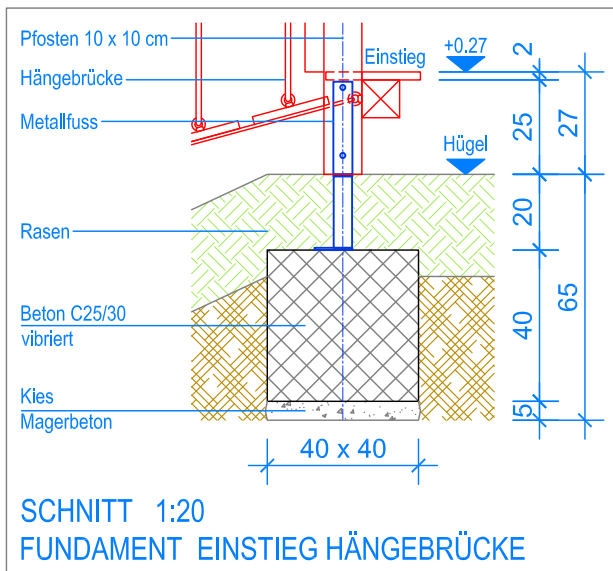 Pfosten 10 x 10 cm
Hängebrücke
Metallfuss
Einstieg
+0.27
2
25
27
Hügel
Rasen
20
Beton C25/30
vibriert
40
65
Kies
Magerbeton
5
40 x 40
SCHNITT 1:20
FUNDAMENT EINSTIEG HÄNGEBRÜCKE